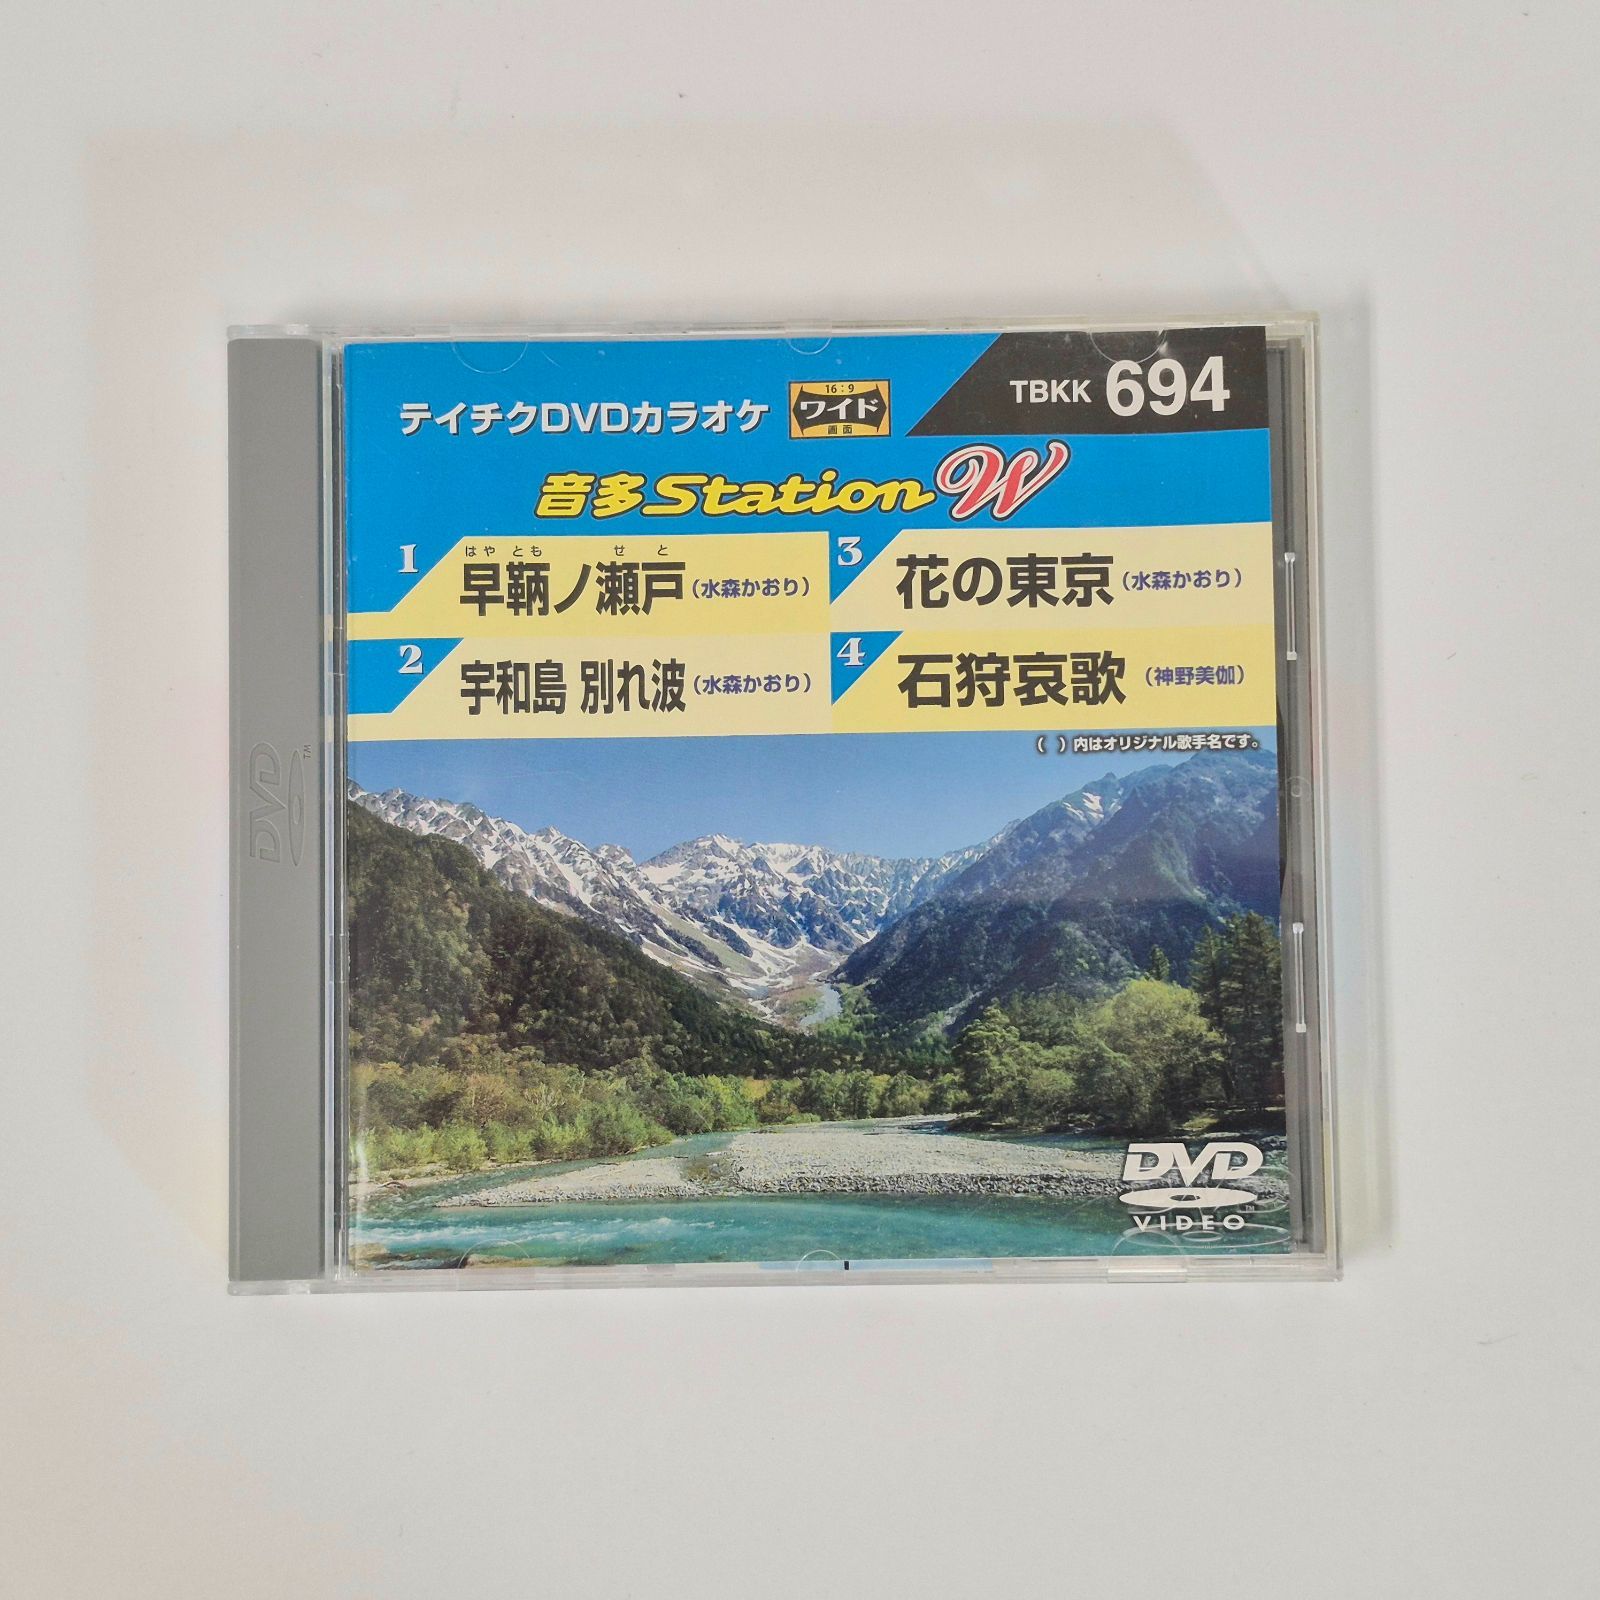 テイチクDVDカラオケ
16:9
ワイド
画面
TBKK 694
音多StationW
1
はやとも せと
早鞆ノ瀬戸(水森かおり)
2
宇和島 別れ波(水森かおり)
3
花の東京(水森かおり)
4
石狩哀歌(神野美伽)
( )内はオリジナル歌手名です。
DVD
VIDEO
TM
DVD
TM